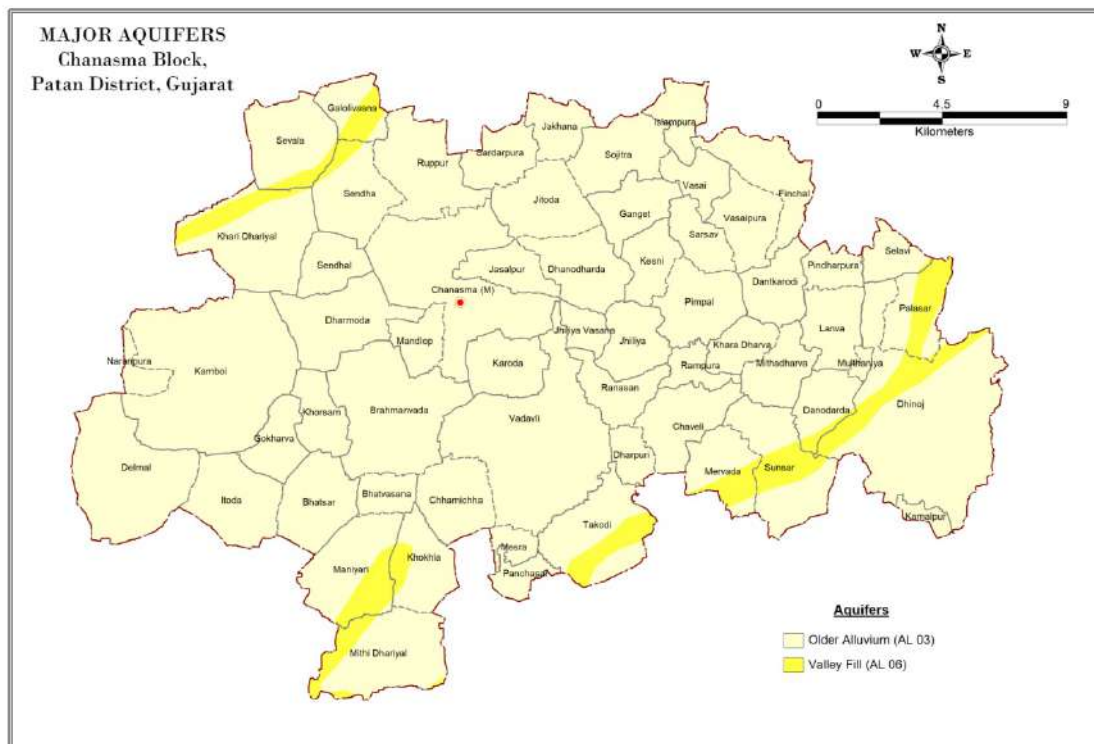 MAJOR AQUIFERS
Chanasma Block,
Patan District, Gujarat
N
W E
S
0 4.5 9
Kilometers
Galolivasna
Sevala
Ruppur
Sardarpura
Jakhana
Sojitra
Islampura
Sendha
Jitoda
Vasai
Finchal
Ganget
Vasaipura
Khari Dhariyal
Sarsav
Sendhal
Jasalpur
Dhanodharda
Kesni
Selavi
Pindharpura
Dantkarodi
Chanasma (M)
Pimpal
Palasar
Dharmoda
Mandlop
Jhiliya Vasana
Jhiliya
Lanva
Khara Dharva
Naranpura
Kamboi
Karoda
Rampura
Mithadharva
Multhaniya
Ranasan
Dhinoj
Khorsam
Brahmanvada
Vadavli
Danodarda
Gokharva
Chaveli
Delmal
Dharpuri
Mervada
Sunsar
Itoda
Bhatsar
Bhatvasana
Chhamichha
Takodi
Kamalpur
Mesra
Maniyari
Khokhla
Panchasar
Mithi Dhariyal
Aquifers
Older Alluvium (AL 03)
Valley Fill (AL 06)